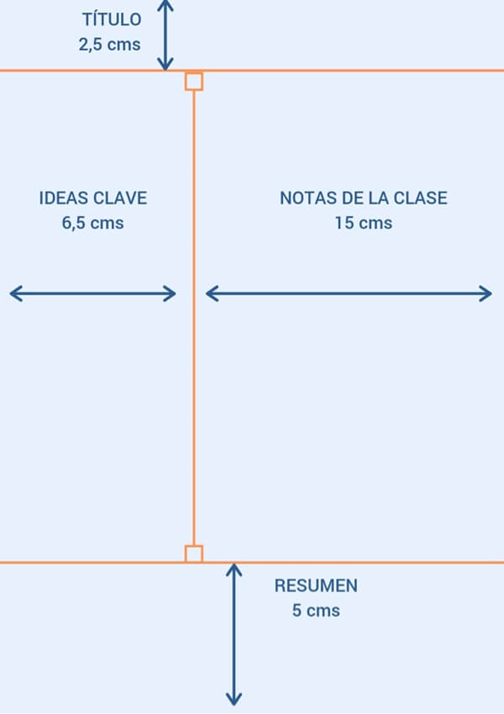 TÍTULO
2,5 cms
IDEAS CLAVE
6,5 cms
NOTAS DE LA CLASE
15 cms
RESUMEN
5 cms